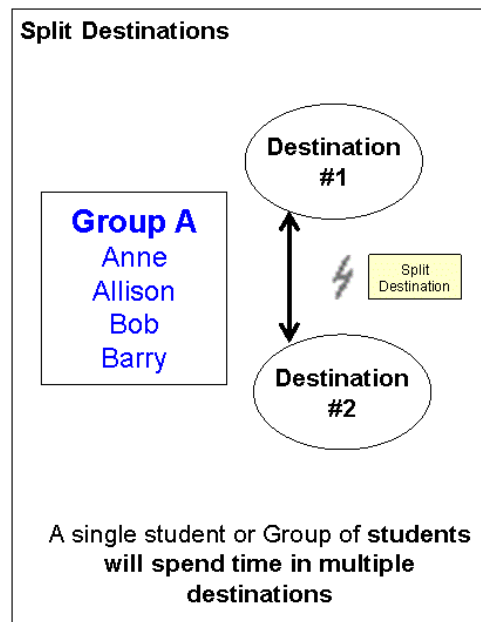 Split Destinations
Destination
#1
Group A
Anne
Allison
Bob
Barry
Split
Destination
Destination
#2
A single student or Group of students
will spend time in multiple
destinations